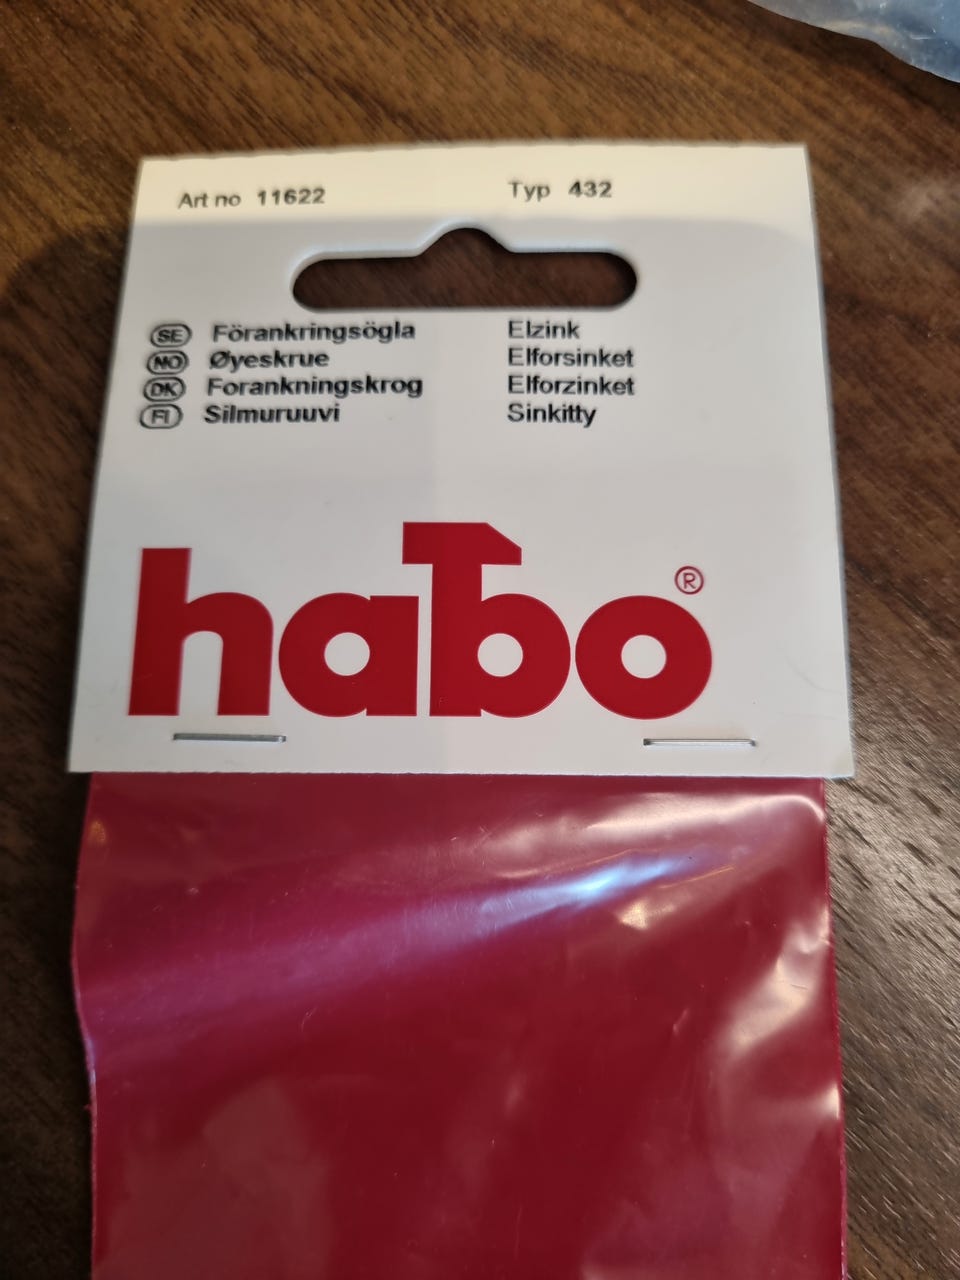 Art no 11622 Typ 432
SE Förankringsögla Elzink
NO Øyeskrue Elforsinket
DK Forankningskrog Elforzinket
FI Silmuruuvi Sinkitty
habo®